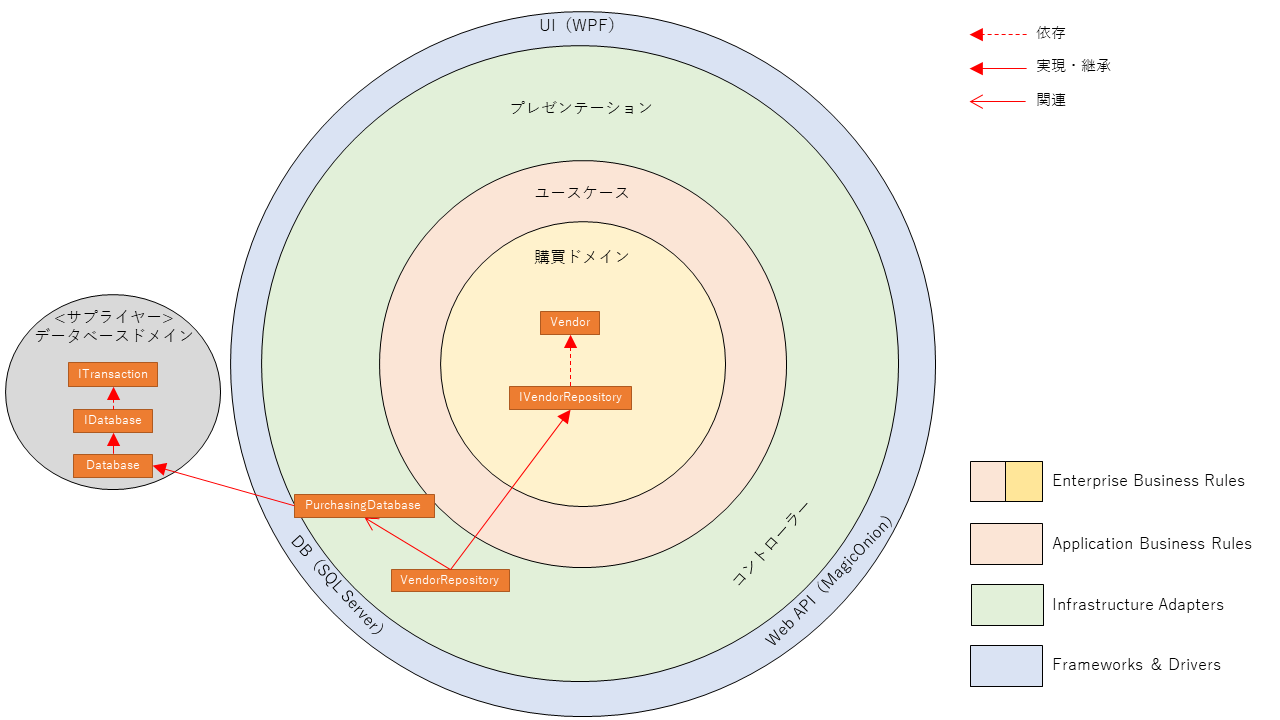 UI（WPF）
依存
実現・継承
関連
プレゼンテーション
ユースケース
購買ドメイン
Vendor
IVendorRepository
<サプライヤー>
データベースドメイン
ITransaction
IDatabase
Database
PurchasingDatabase
VendorRepository
DB（SQL Server）
コントローラー
Web API（MagicOnion）
Enterprise Business Rules
Application Business Rules
Infrastructure Adapters
Frameworks & Drivers